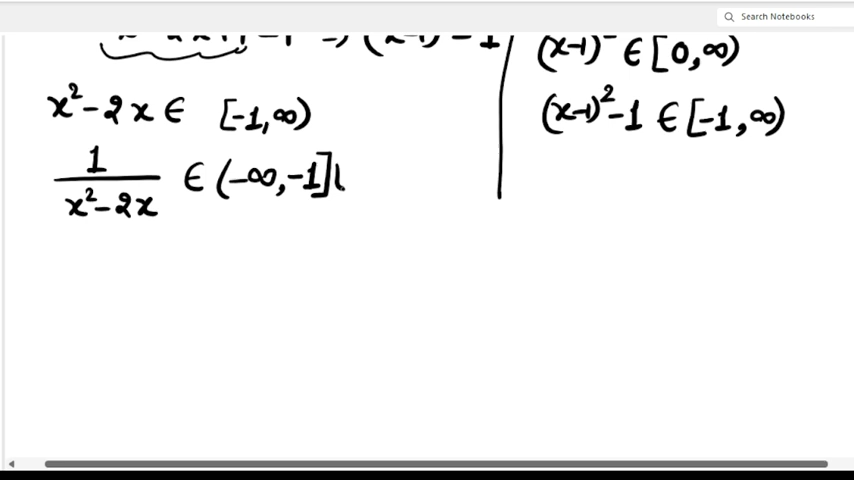 Search Notebooks
x²-2x ∈ [-1,∞)
1/(x²-2x) ∈ (-∞,-1]
(x-1)² ∈ [0,∞)
(x-1)²-1 ∈ [-1,∞)